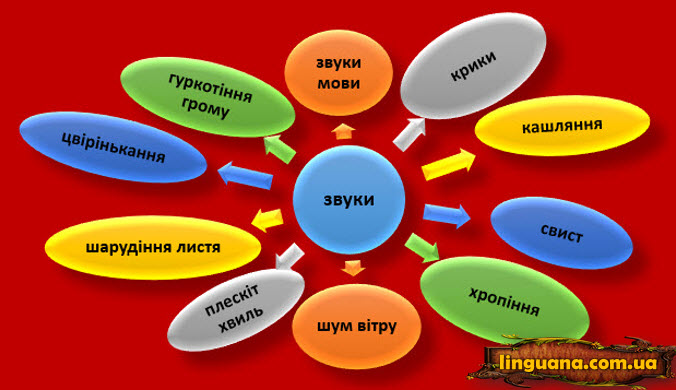 звуки
мови
крики
кашляння
свист
хропіння
шум вітру
плескіт
хвиль
шарудіння листя
цвірінькання
гуркотіння
грому
звуки
linguana.com.ua